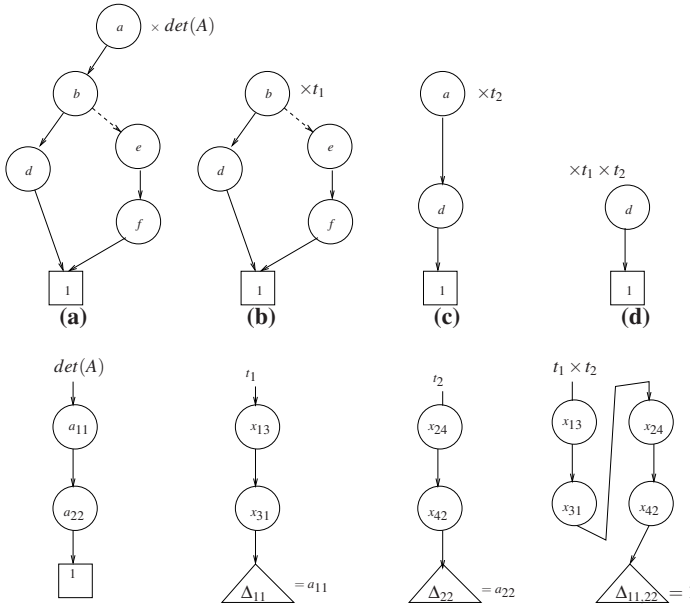 a × det(A)
b ×t₁ b a ×t₂
e e
d d ×t₁ × t₂
f f d d
1 1 1 1
(a) (b) (c) (d)
det(A) t₁ t₂ t₁ × t₂
a₁₁ x₁₃ x₂₄ x₁₃ x₂₄
a₂₂ x₃₁ x₄₂ x₃₁ x₄₂
1 Δ₁₁ = a₁₁ Δ₂₂ = a₂₂ Δ₁₁,₂₂ =